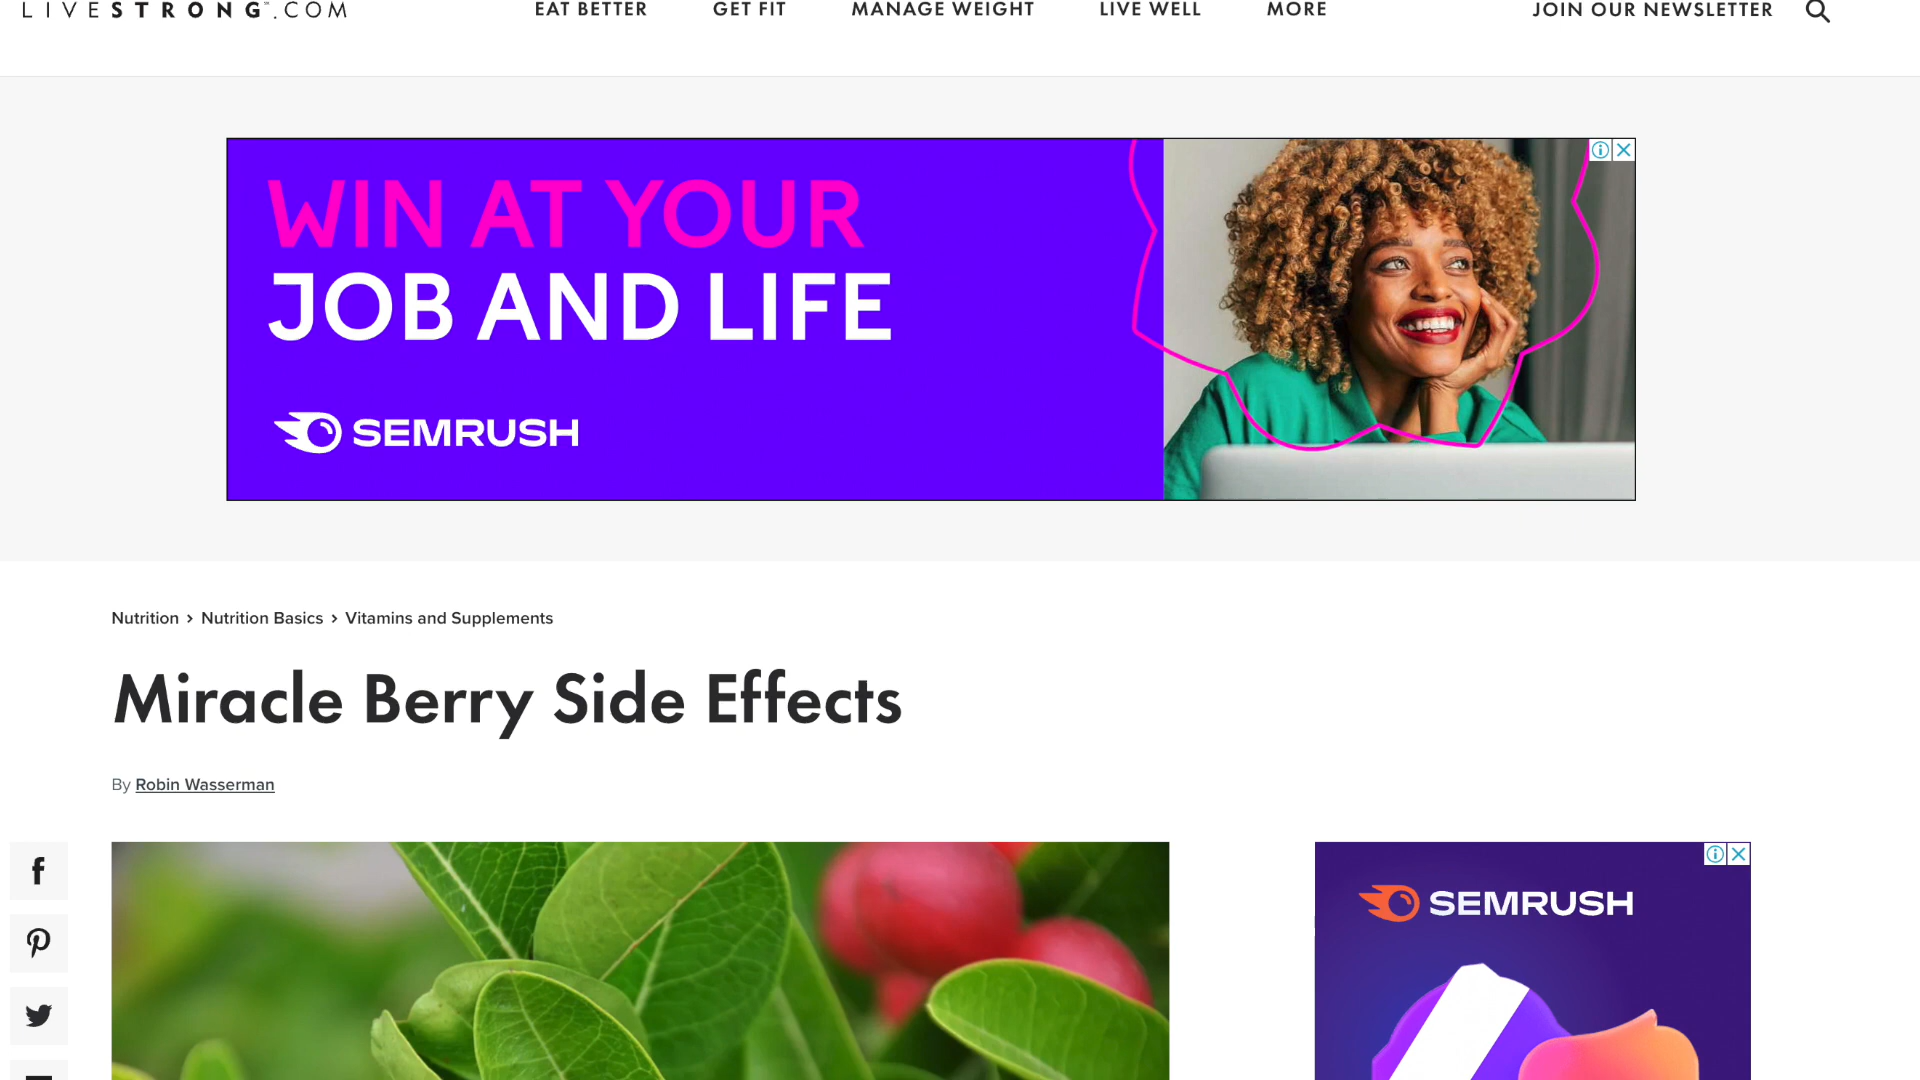 LIVESTRONG.COM
EAT BETTER
GET FIT
MANAGE WEIGHT
LIVE WELL
MORE
JOIN OUR NEWSLETTER
WIN AT YOUR
JOB AND LIFE
SEMRUSH
Nutrition > Nutrition Basics > Vitamins and Supplements
Miracle Berry Side Effects
By Robin Wasserman
SEMRUSH